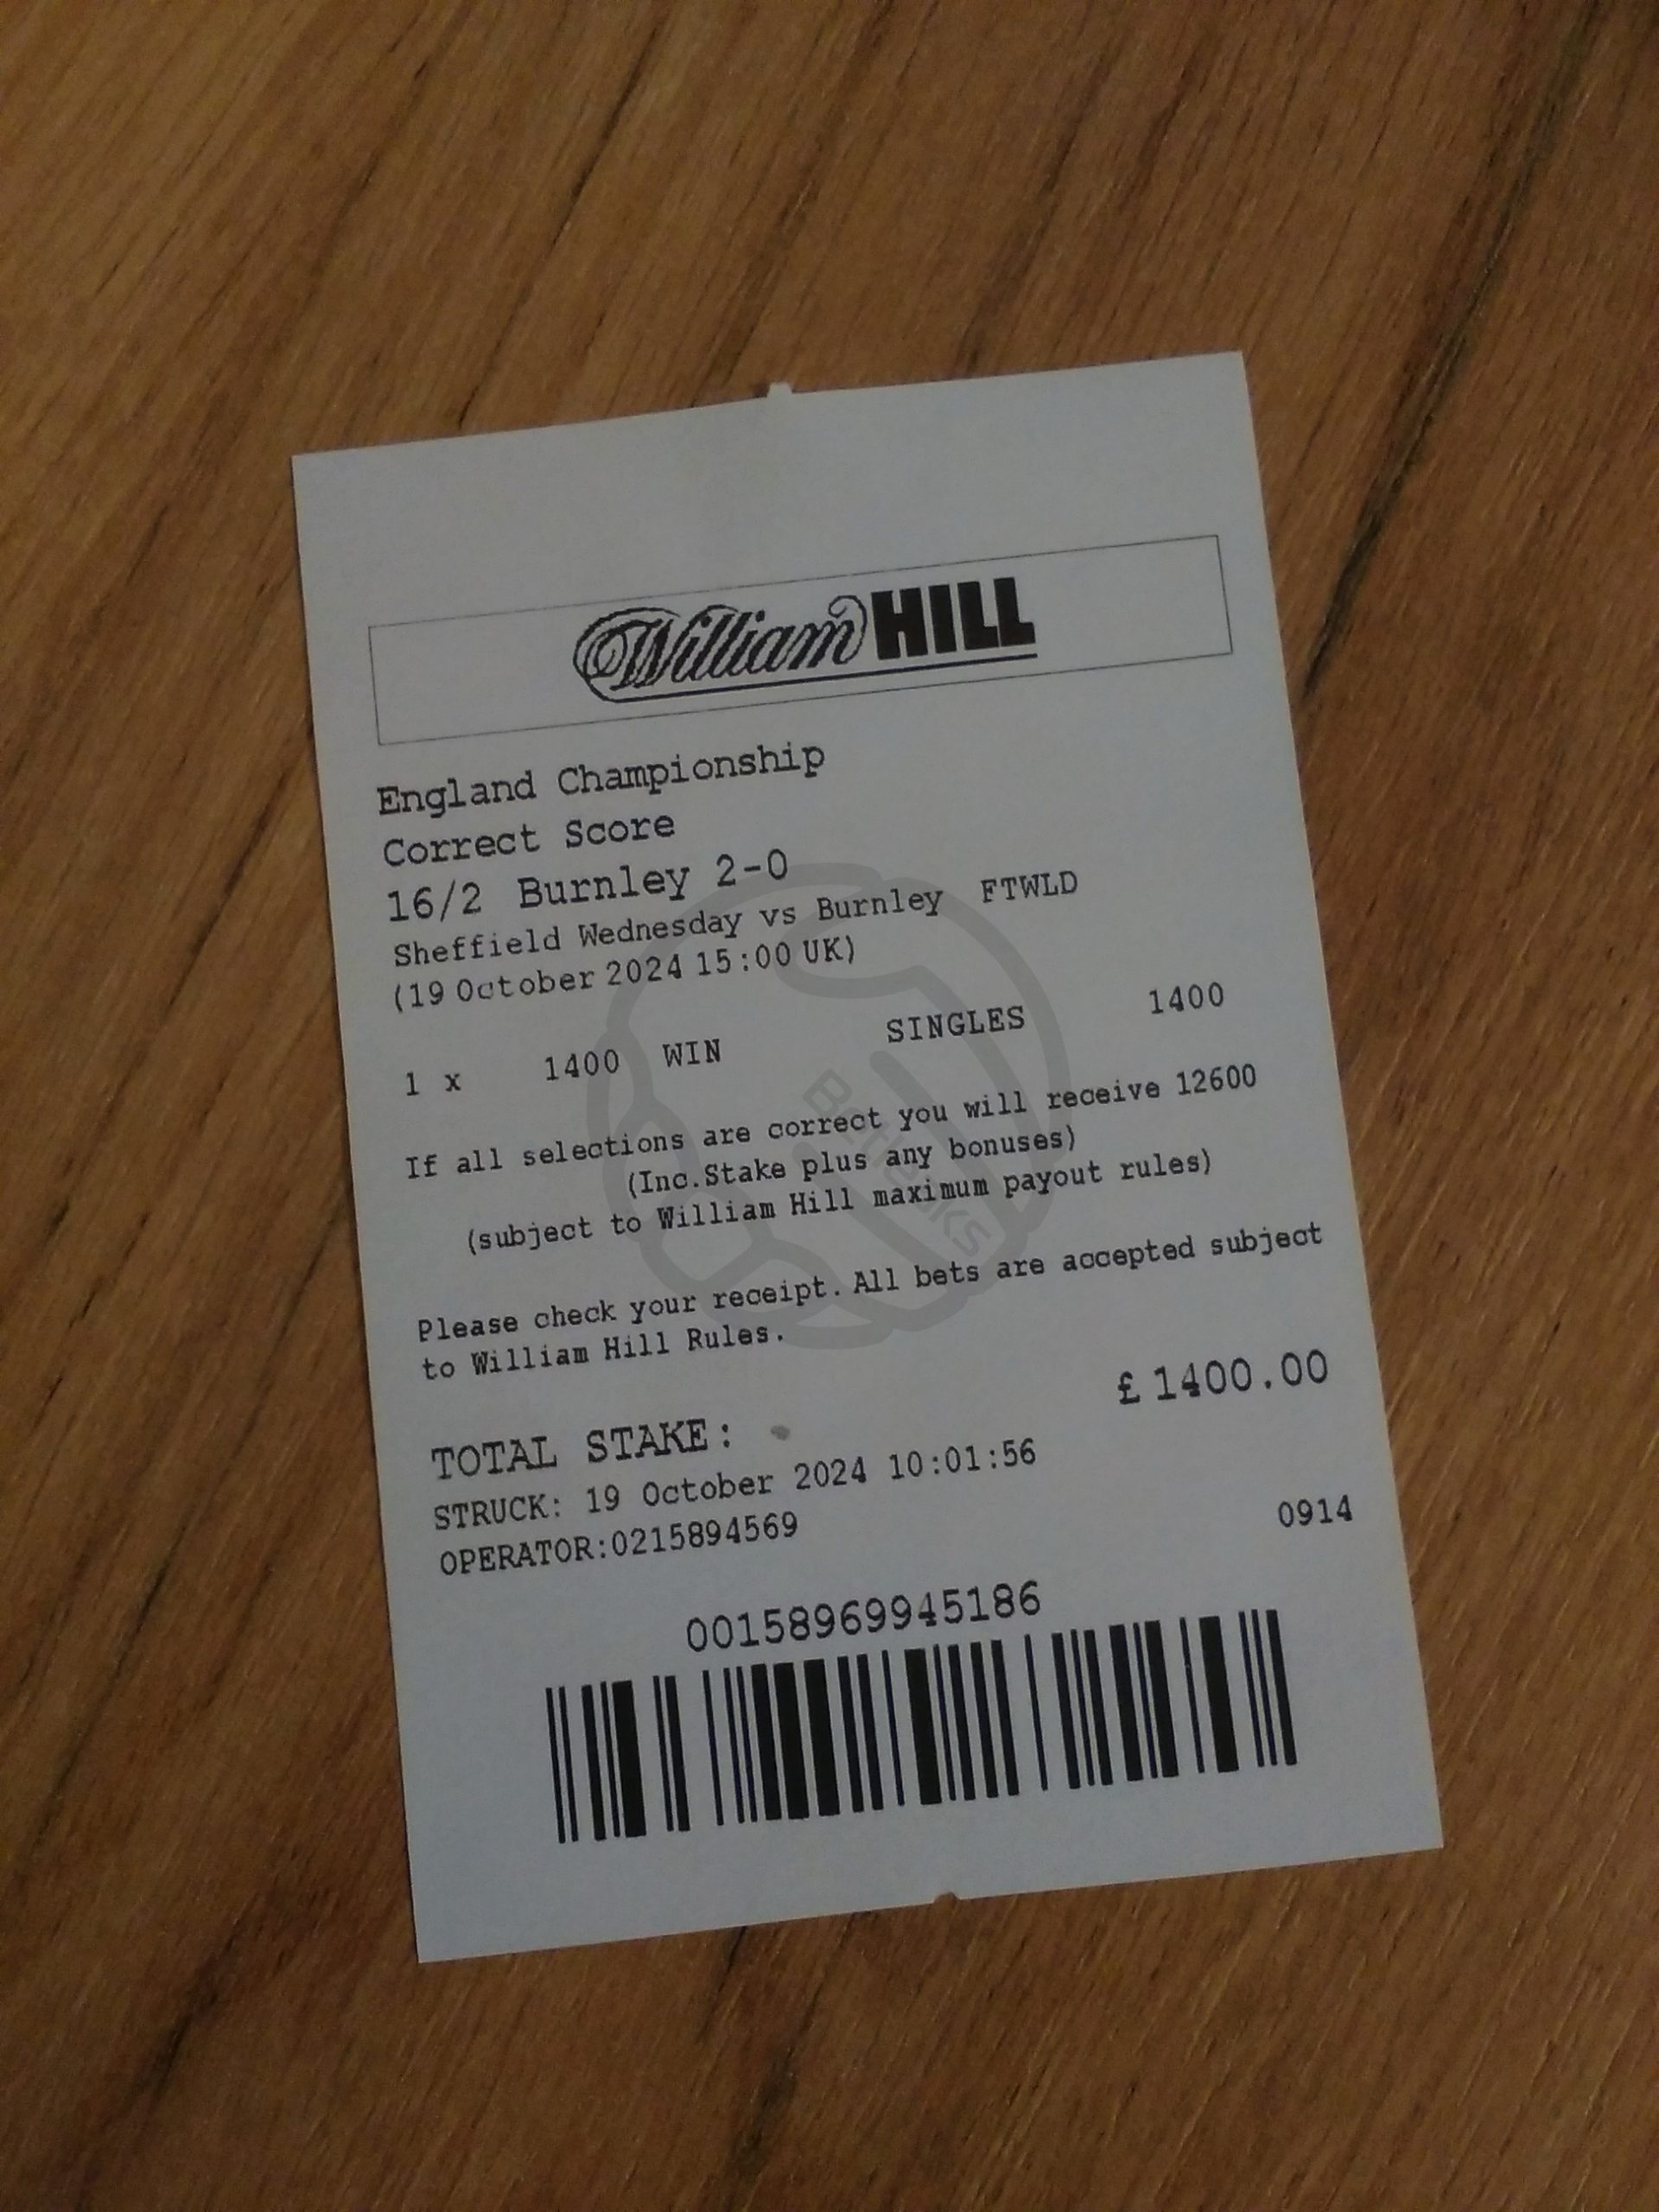 William HILL
England Championship
Correct Score
16/2 Burnley 2-0
Sheffield Wednesday vs Burnley FTWLD
(19 October 2024 15:00 UK)
1 x 1400 WIN SINGLES 1400
If all selections are correct you will receive 12600
(Inc.Stake plus any bonuses)
(subject to William Hill maximum payout rules)
Please check your receipt. All bets are accepted subject
to William Hill Rules.
TOTAL STAKE: £ 1400.00
STRUCK: 19 October 2024 10:01:56
OPERATOR:0215894569 0914
00158969945186